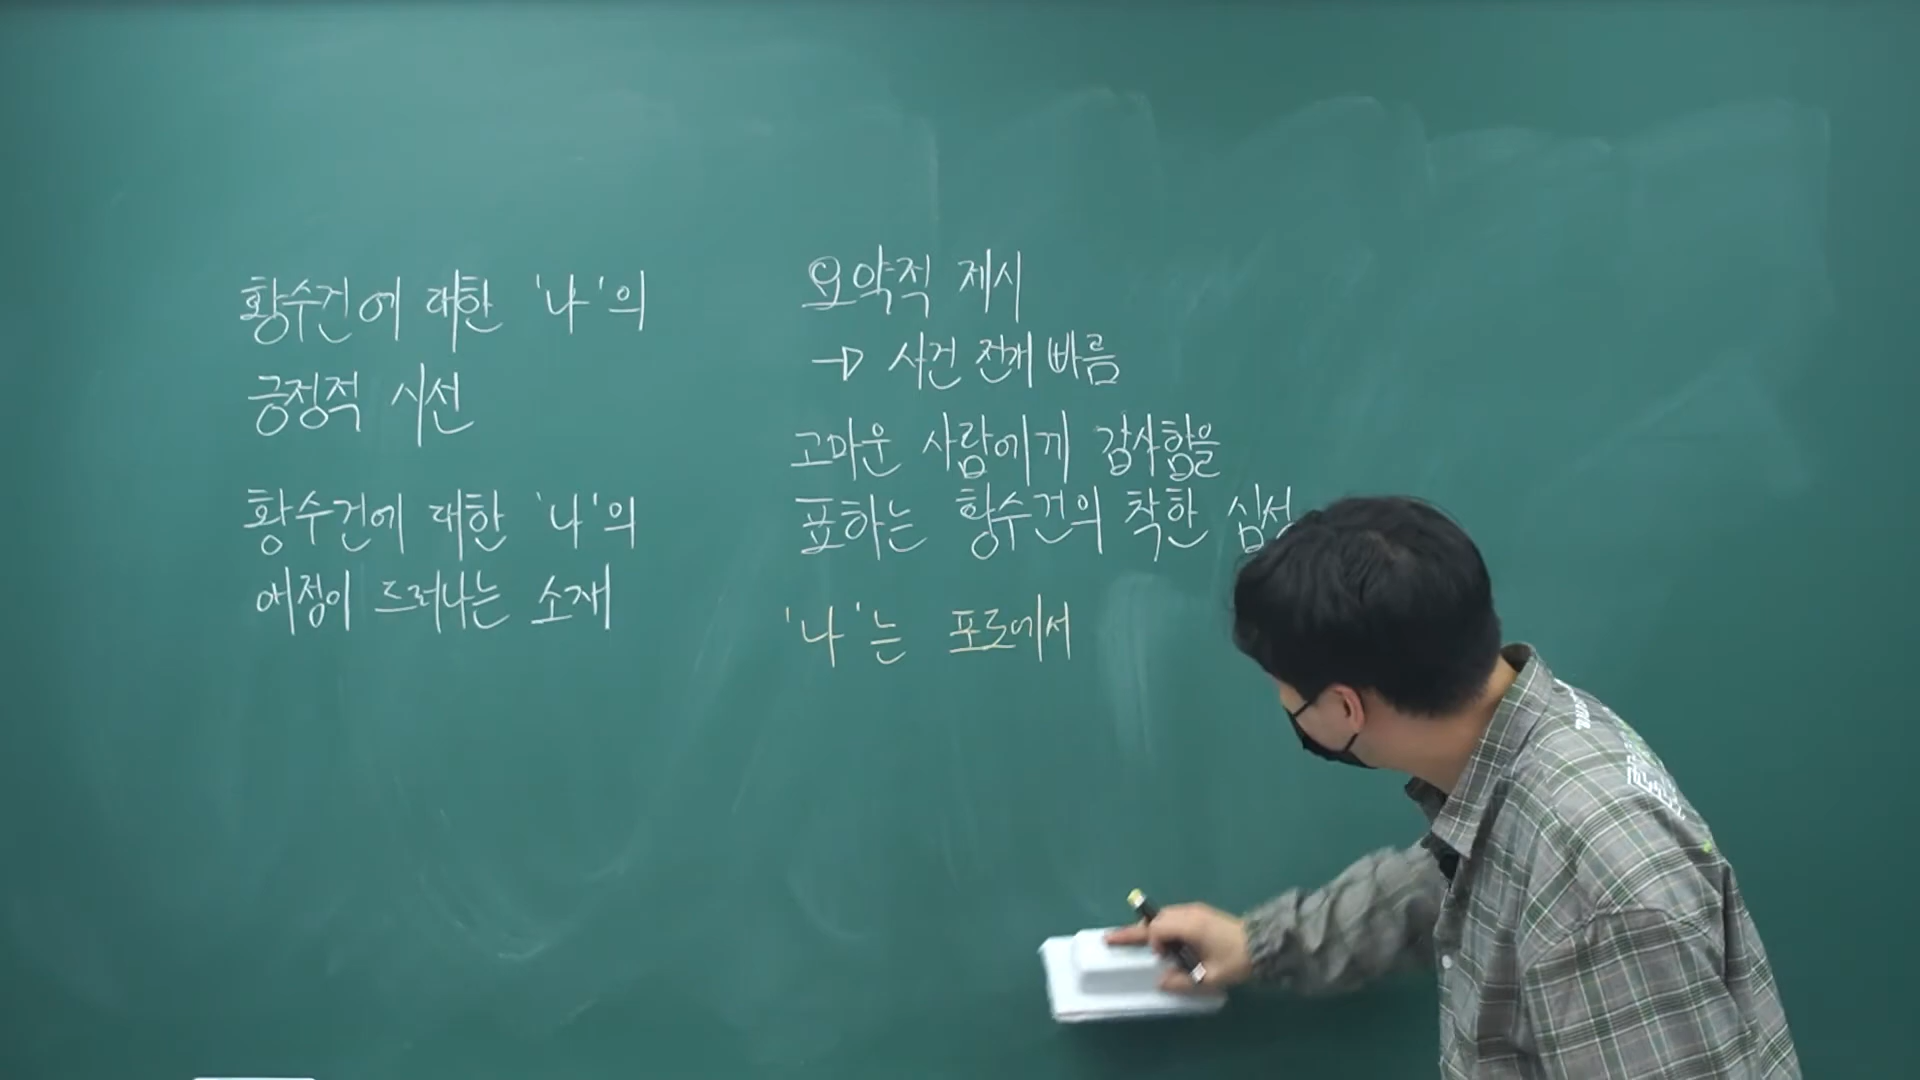 황수건에 대한 '나'의
긍정적 시선
황수건에 대한 '나'의
애정이 드러나는 소재
요약적 제시
→ 사건 전개 빠름
고마운 사람에게 감사함을
표하는 황수건의 착한 심성
'나'는 포도에서